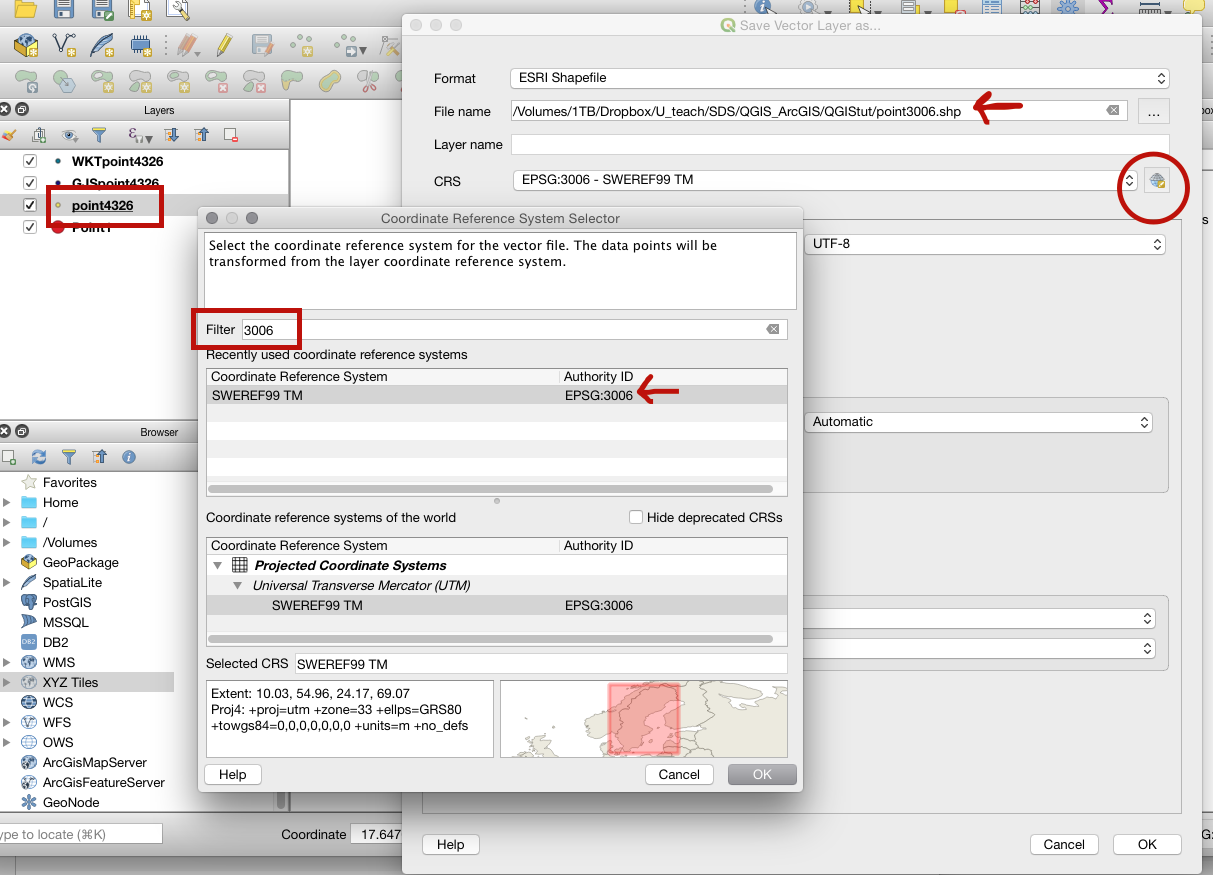 Save Vector Layer as...
Format
ESRI Shapefile
File name
/Volumes/1TB/Dropbox/U_teach/SDS/QGIS_ArcGIS/QGIStut/point3006.shp
...
Layer name
CRS
EPSG:3006 - SWEREF99 TM
UTF-8
Automatic
Help
Cancel
OK
Layers
WKTpoint4326
GJSpoint4326
point4326
Point1
Coordinate Reference System Selector
Select the coordinate reference system for the vector file. The data points will be
transformed from the layer coordinate reference system.
Filter 3006
Recently used coordinate reference systems
Coordinate Reference System Authority ID
SWEREF99 TM EPSG:3006
Coordinate reference systems of the world
Hide deprecated CRSs
Coordinate Reference System Authority ID
Projected Coordinate Systems
Universal Transverse Mercator (UTM)
SWEREF99 TM EPSG:3006
Selected CRS SWEREF99 TM
Extent: 10.03, 54.96, 24.17, 69.07
Proj4: +proj=utm +zone=33 +ellps=GRS80
+towgs84=0,0,0,0,0,0,0 +units=m +no_defs
Help
Cancel
OK
Browser
Favorites
Home
/
/Volumes
GeoPackage
SpatiaLite
PostGIS
MSSQL
DB2
WMS
XYZ Tiles
WCS
WFS
OWS
ArcGisMapServer
ArcGisFeatureServer
GeoNode
ype to locate (⌘K)
Coordinate 17.647